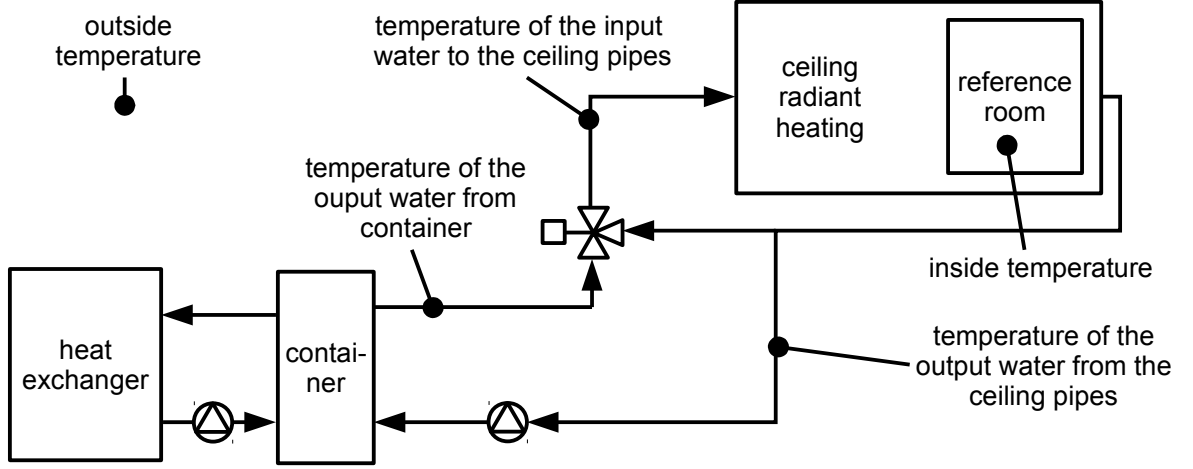 outside
temperature
temperature of the input
water to the ceiling pipes
ceiling
radiant
heating
reference
room
temperature of the
ouput water from
container
inside temperature
heat
exchanger
contai-
ner
temperature of the
output water from the
ceiling pipes